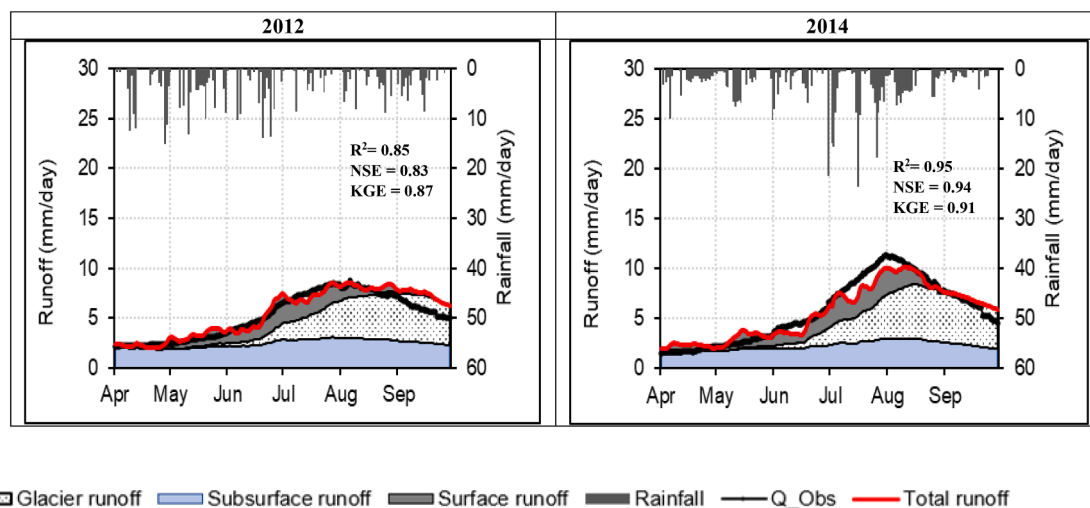 2012
2014
30
25
20
15
10
5
0
Runoff (mm/day)
0
10
20
30
40
50
60
Rainfall (mm/day)
R²= 0.85
NSE = 0.83
KGE = 0.87
Apr May Jun Jul Aug Sep
30
25
20
15
10
5
0
Runoff (mm/day)
0
10
20
30
40
50
60
Rainfall (mm/day)
R²= 0.95
NSE = 0.94
KGE = 0.91
Apr May Jun Jul Aug Sep
Glacier runoff Subsurface runoff Surface runoff Rainfall Q_Obs Total runoff